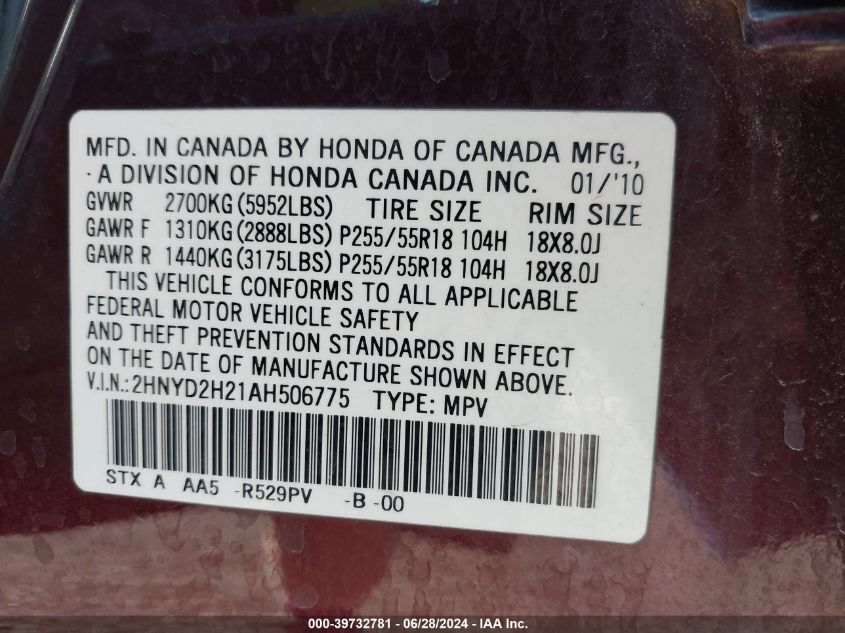 MFD. IN CANADA BY HONDA OF CANADA MFG.,
A DIVISION OF HONDA CANADA INC. 01/'10
GVWR 2700KG(5952LBS) TIRE SIZE RIM SIZE
GAWR F 1310KG(2888LBS) P255/55R18 104H 18X8.0J
GAWR R 1440KG(3175LBS) P255/55R18 104H 18X8.0J
THIS VEHICLE CONFORMS TO ALL APPLICABLE
FEDERAL MOTOR VEHICLE SAFETY
AND THEFT PREVENTION STANDARDS IN EFFECT
ON THE DATE OF MANUFACTURE SHOWN ABOVE.
V.I.N.:2HNYD2H21AH506775 TYPE: MPV
STX A AA5 -R529PV -B -00
000-39732781 - 06/28/2024 - IAA Inc.